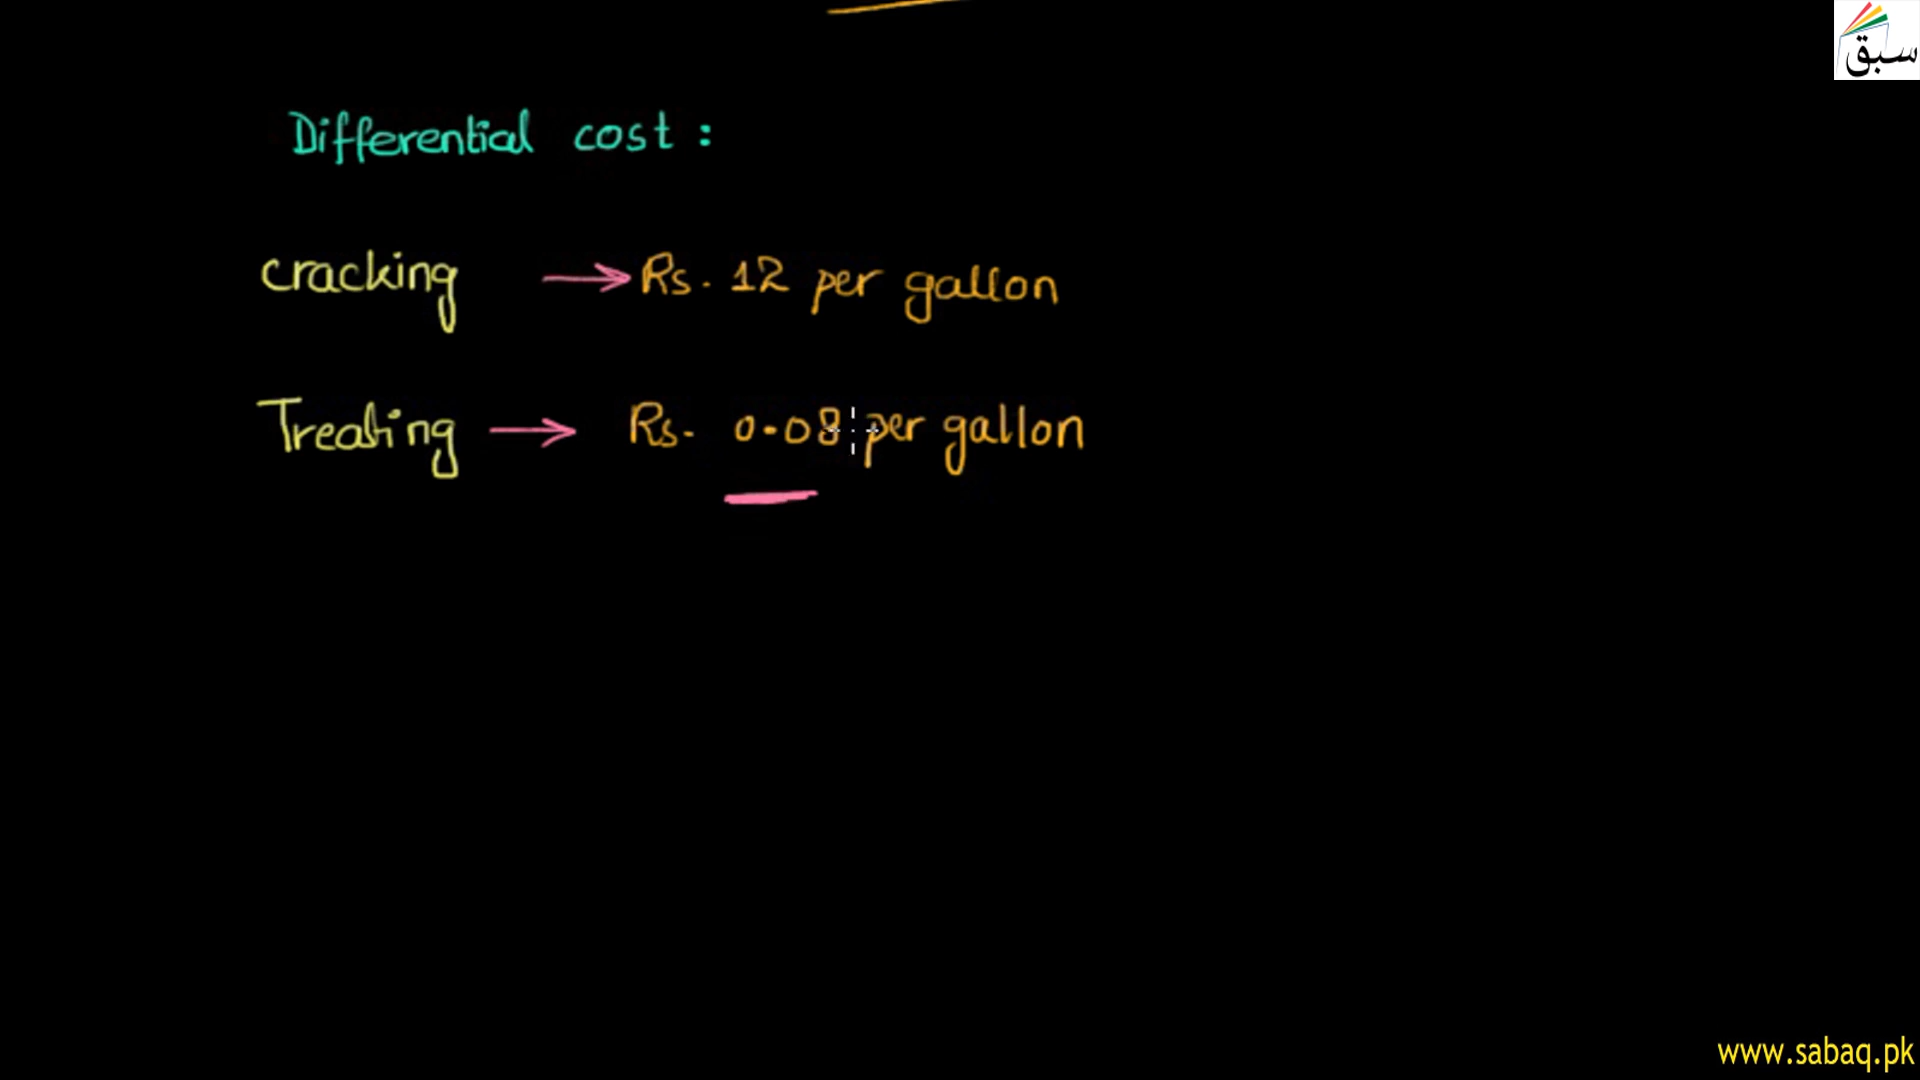 سبق
Differential cost :
cracking → Rs. 12 per gallon
Treating → Rs. 0.08 per gallon
www.sabaq.pk